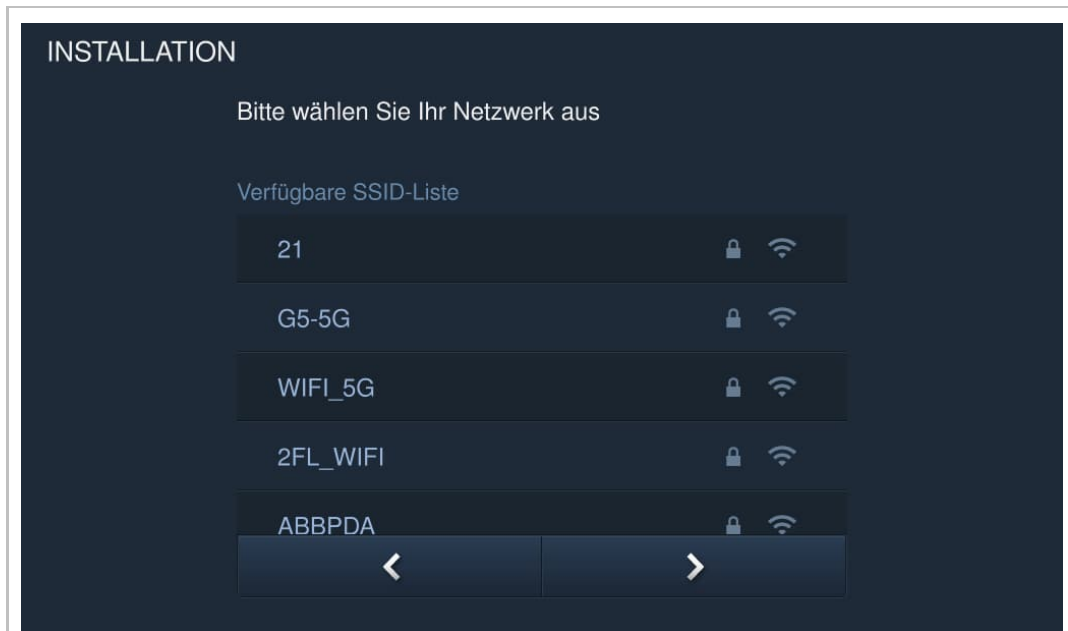 INSTALLATION
Bitte wählen Sie Ihr Netzwerk aus
Verfügbare SSID-Liste
21
G5-5G
WIFI_5G
2FL_WIFI
ABBPDA